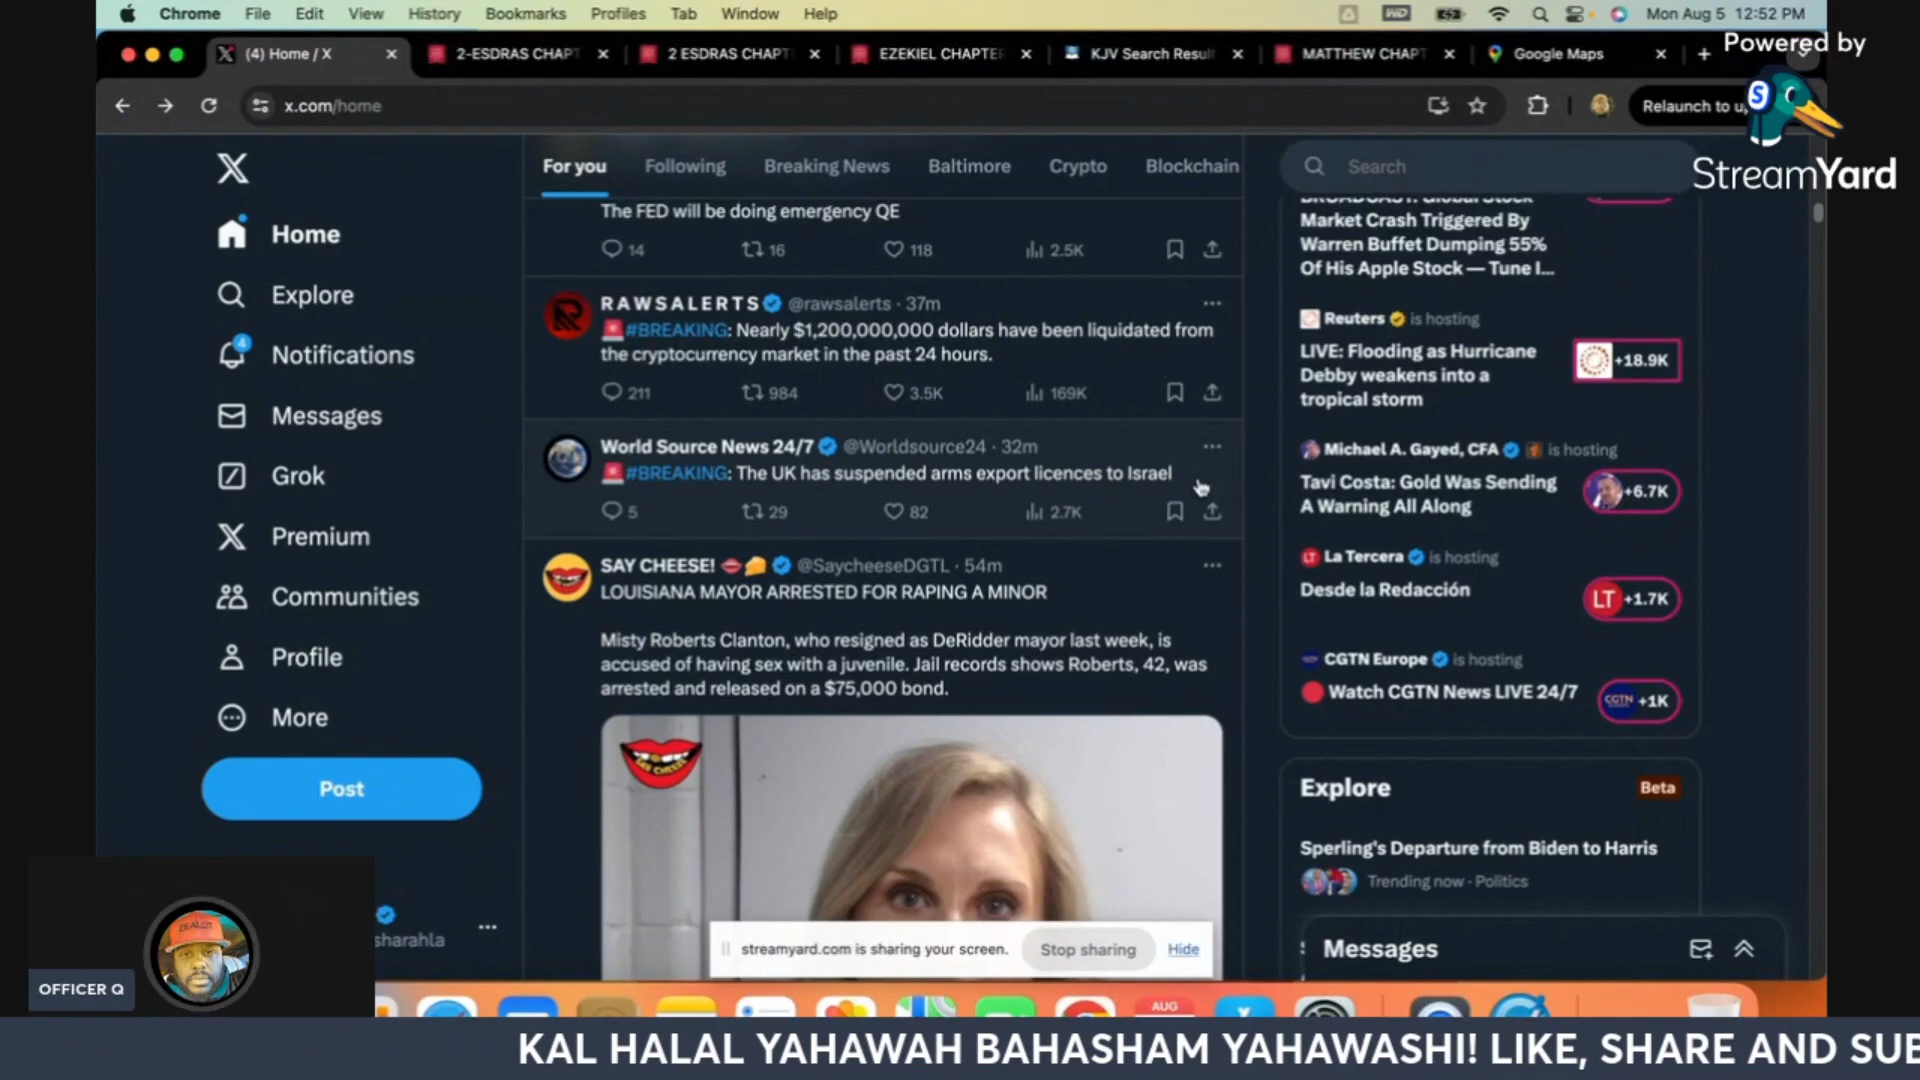 Chrome File Edit View History Bookmarks Profiles Tab Window Help
WD
Mon Aug 5 12:52 PM
(4) Home / X
2-ESDRAS CHAPT
2 ESDRAS CHAPT
EZEKIEL CHAPTER
KJV Search Resul
MATTHEW CHAPT
Google Maps
Powered by
x.com/home
Relaunch to u
S
StreamYard
X
Home
Explore
4
Notifications
Messages
Grok
Premium
Communities
Profile
More
Post
sharahla
For you Following Breaking News Baltimore Crypto Blockchain
The FED will be doing emergency QE
14 16 118 2.5K
RAWSALERTS @rawsalerts · 37m
#BREAKING: Nearly $1,200,000,000 dollars have been liquidated from
the cryptocurrency market in the past 24 hours.
211 984 3.5K 169K
World Source News 24/7 @Worldsource24 · 32m
#BREAKING: The UK has suspended arms export licences to Israel
5 29 82 2.7K
SAY CHEESE! @SaycheeseDGTL · 54m
LOUISIANA MAYOR ARRESTED FOR RAPING A MINOR
Misty Roberts Clanton, who resigned as DeRidder mayor last week, is
accused of having sex with a juvenile. Jail records shows Roberts, 42, was
arrested and released on a $75,000 bond.
SAY CHEESE
Search
BROADCAST: Global Stock
Market Crash Triggered By
Warren Buffet Dumping 55%
Of His Apple Stock — Tune I...
Reuters is hosting
LIVE: Flooding as Hurricane
Debby weakens into a
tropical storm
+18.9K
Michael A. Gayed, CFA is hosting
Tavi Costa: Gold Was Sending
A Warning All Along
+6.7K
La Tercera is hosting
Desde la Redacción
LT +1.7K
CGTN Europe is hosting
Watch CGTN News LIVE 24/7
CGTN +1K
Explore Beta
Sperling's Departure from Biden to Harris
Trending now · Politics
Messages
streamyard.com is sharing your screen. Stop sharing Hide
ZEALOT
OFFICER Q
AUG
KAL HALAL YAHAWAH BAHASHAM YAHAWASHI! LIKE, SHARE AND SUB